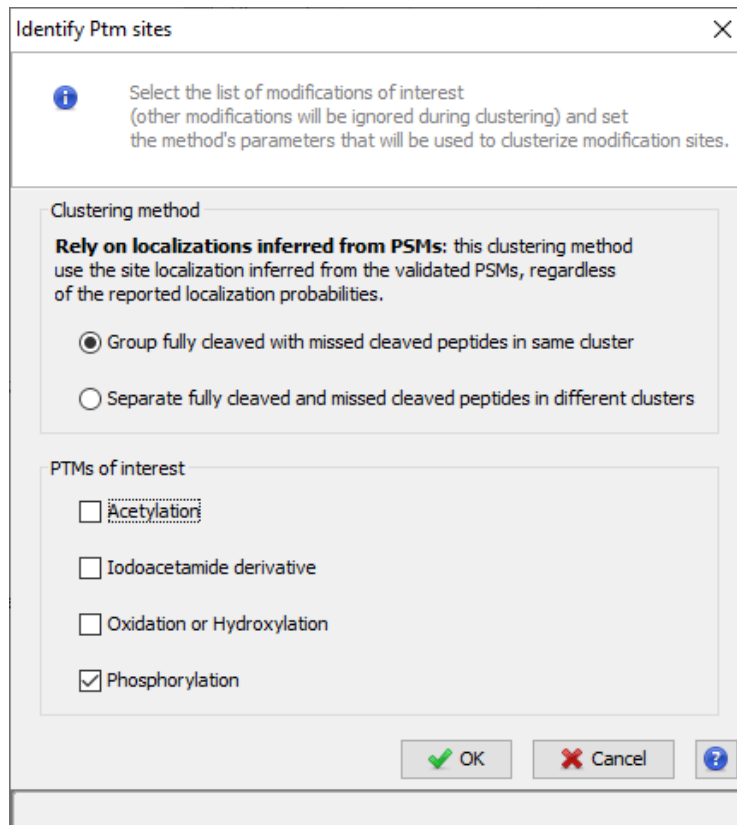 Identify Ptm sites
Select the list of modifications of interest
(other modifications will be ignored during clustering) and set
the method's parameters that will be used to clusterize modification sites.
Clustering method
Rely on localizations inferred from PSMs: this clustering method
use the site localization inferred from the validated PSMs, regardless
of the reported localization probabilities.
Group fully cleaved with missed cleaved peptides in same cluster
Separate fully cleaved and missed cleaved peptides in different clusters
PTMs of interest
Acetylation
Iodoacetamide derivative
Oxidation or Hydroxylation
Phosphorylation
OK
Cancel